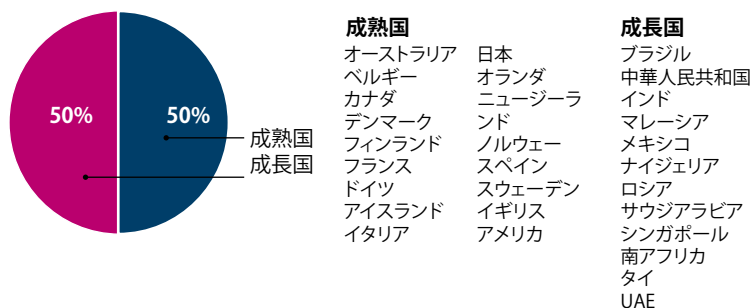 50%
50%
成熟国
成長国
成熟国
オーストラリア
ベルギー
カナダ
デンマーク
フィンランド
フランス
ドイツ
アイスランド
イタリア
日本
オランダ
ニュージーラ
ンド
ノルウェー
スペイン
スウェーデン
イギリス
アメリカ
成長国
ブラジル
中華人民共和国
インド
マレーシア
メキシコ
ナイジェリア
ロシア
サウジアラビア
シンガポール
南アフリカ
タイ
UAE